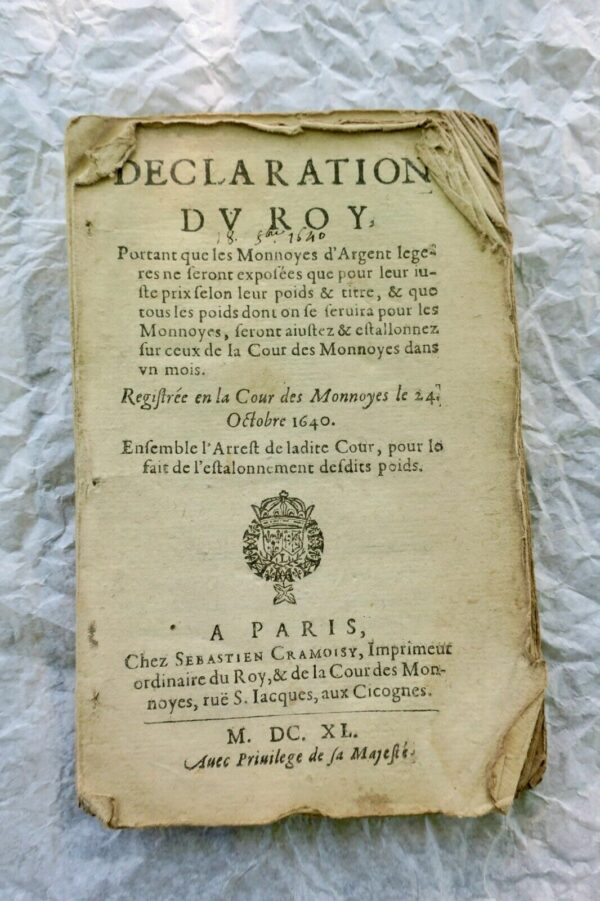 DECLARATION
DV ROY,
18. 8bre 1640
Portant que les Monnoyes d'Argent lege-
res ne ſeront expoſées que pour leur iu-
ſte prix ſelon leur poids & titre, & que
tous les poids dont on ſe ſeruira pour les
Monnoyes, ſeront aiuſtez & eſtallonnez
ſur ceux de la Cour des Monnoyes dans
vn mois.
Regiſtrée en la Cour des Monnoyes le 24.
Octobre 1640.
Enſemble l'Arreſt de ladite Cour, pour le
fait de l'eſtalonnement deſdits poids.
A PARIS,
Chez SEBASTIEN CRAMOISY, Imprimeur
ordinaire du Roy, & de la Cour des Mon-
noyes, ruë S. Iacques, aux Cicognes.
M. DC. XL.
Auec Priuilege de ſa Majeſté.